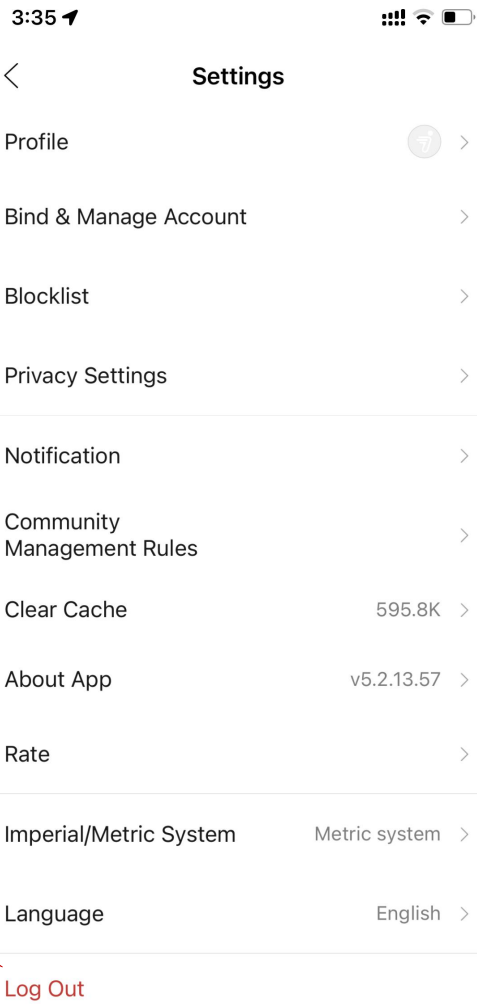 3:35
Settings
Profile
Bind & Manage Account
Blocklist
Privacy Settings
Notification
Community
Management Rules
Clear Cache 595.8K
About App v5.2.13.57
Rate
Imperial/Metric System Metric system
Language English
Log Out